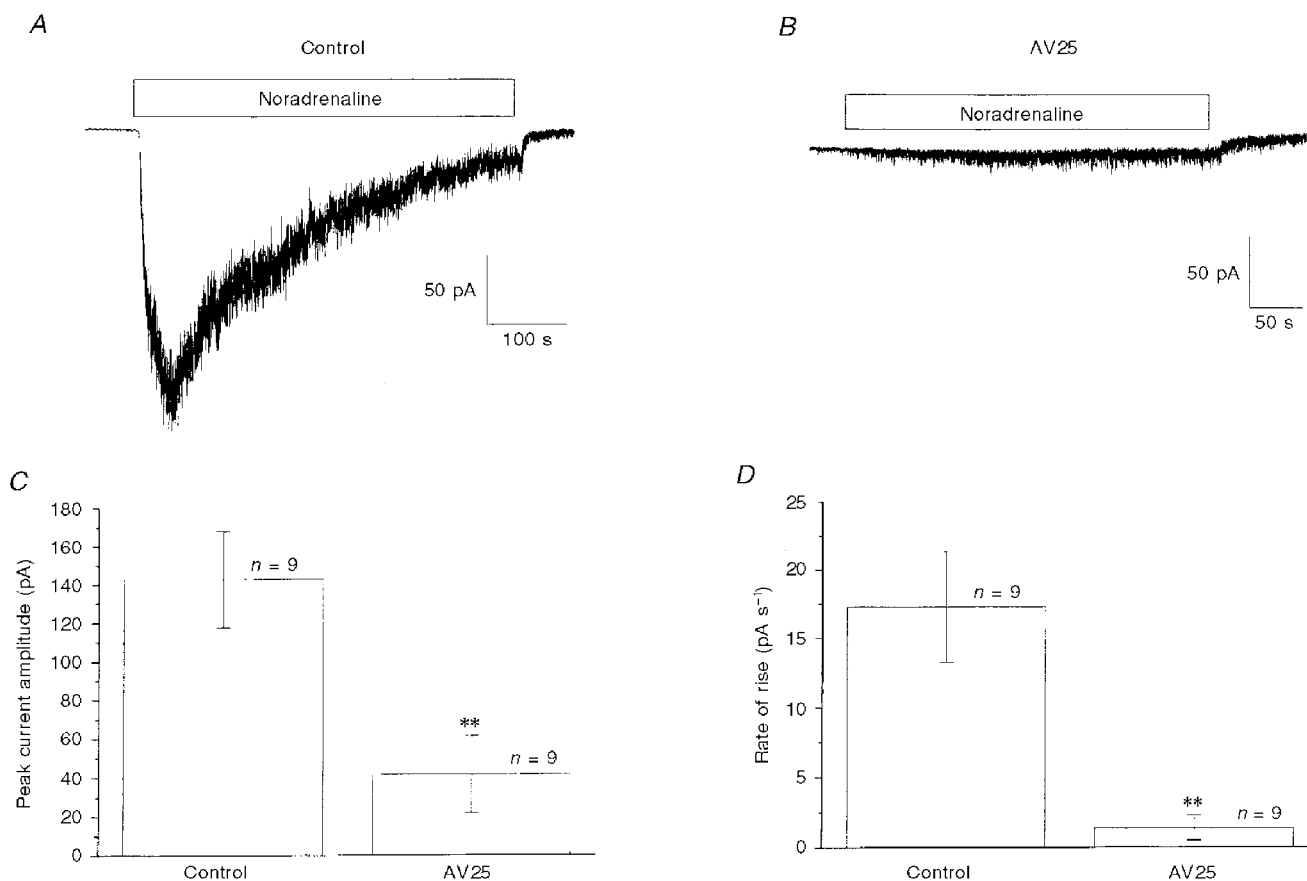 A
Control
Noradrenaline
50 pA
100 s
B
AV25
Noradrenaline
50 pA
50 s
C
Peak current amplitude (pA)
180
160
140
120
100
80
60
40
20
0
n = 9
**
n = 9
Control
AV25
D
Rate of rise (pA s⁻¹)
25
20
15
10
5
0
n = 9
**
n = 9
Control
AV25